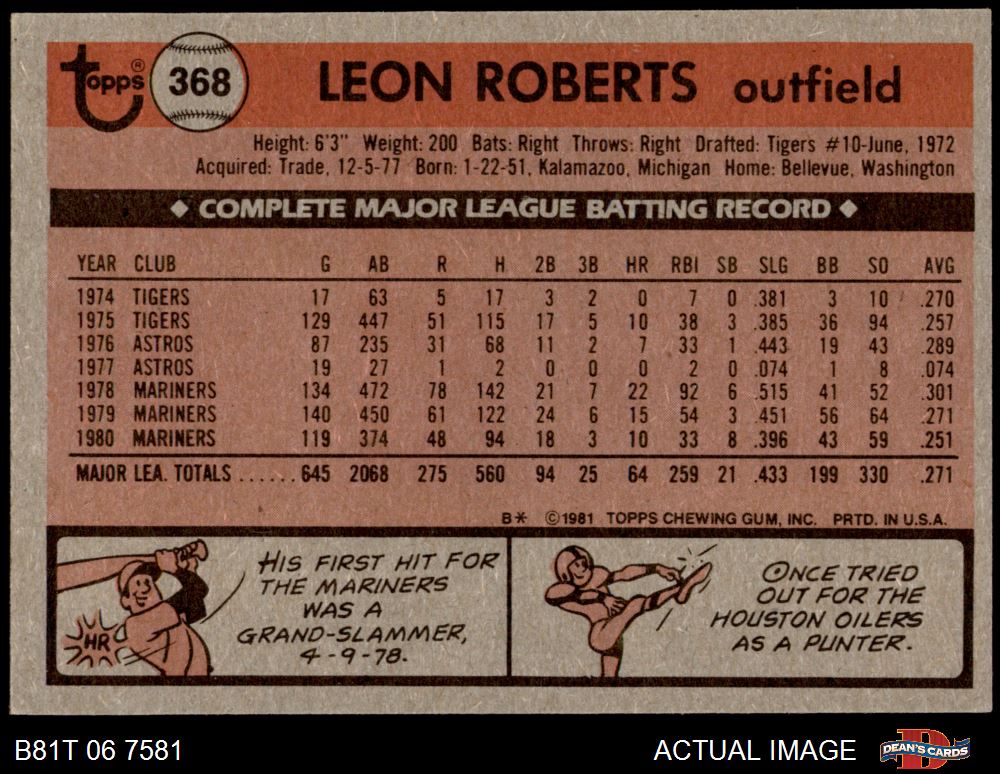 Topps® 368 LEON ROBERTS outfield
Height: 6'3" Weight: 200 Bats: Right Throws: Right Drafted: Tigers #10-June, 1972
Acquired: Trade, 12-5-77 Born: 1-22-51, Kalamazoo, Michigan Home: Bellevue, Washington
◆ COMPLETE MAJOR LEAGUE BATTING RECORD ◆
YEAR CLUB G AB R H 2B 3B HR RBI SB SLG BB SO AVG
1974 TIGERS 17 63 5 17 3 2 0 7 0 .381 3 10 .270
1975 TIGERS 129 447 51 115 17 5 10 38 3 .385 36 94 .257
1976 ASTROS 87 235 31 68 11 2 7 33 1 .443 19 43 .289
1977 ASTROS 19 27 1 2 0 0 0 2 0 .074 1 8 .074
1978 MARINERS 134 472 78 142 21 7 22 92 6 .515 41 52 .301
1979 MARINERS 140 450 61 122 24 6 15 54 3 .451 56 64 .271
1980 MARINERS 119 374 48 94 18 3 10 33 8 .396 43 59 .251
MAJOR LEA. TOTALS ...... 645 2068 275 560 94 25 64 259 21 .433 199 330 .271
B* ©1981 TOPPS CHEWING GUM, INC. PRTD. IN U.S.A.
HR
HIS FIRST HIT FOR
THE MARINERS
WAS A
GRAND-SLAMMER,
4-9-78.
ONCE TRIED
OUT FOR THE
HOUSTON OILERS
AS A PUNTER.
B81T 06 7581 ACTUAL IMAGE DEAN'S CARDS